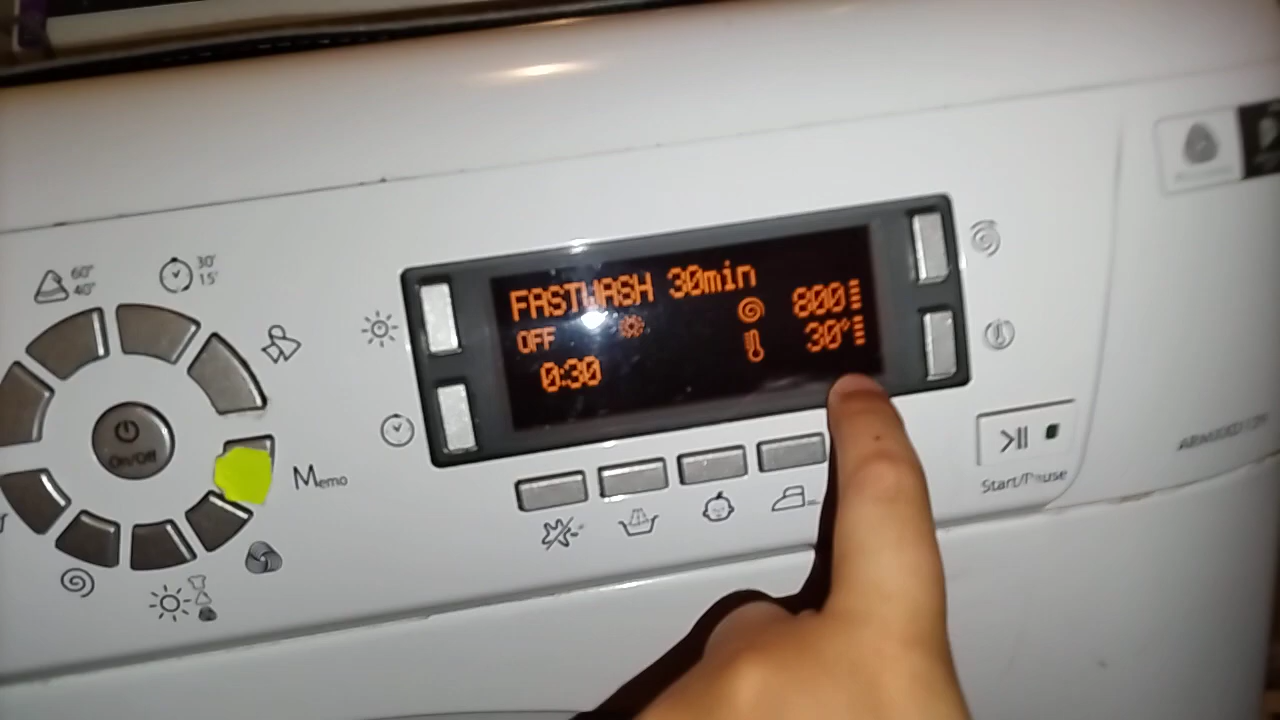 60'
40'
30'
15'
FASTWASH 30min
OFF
800
30°
0:30
On/Off
Memo
Start/Pause